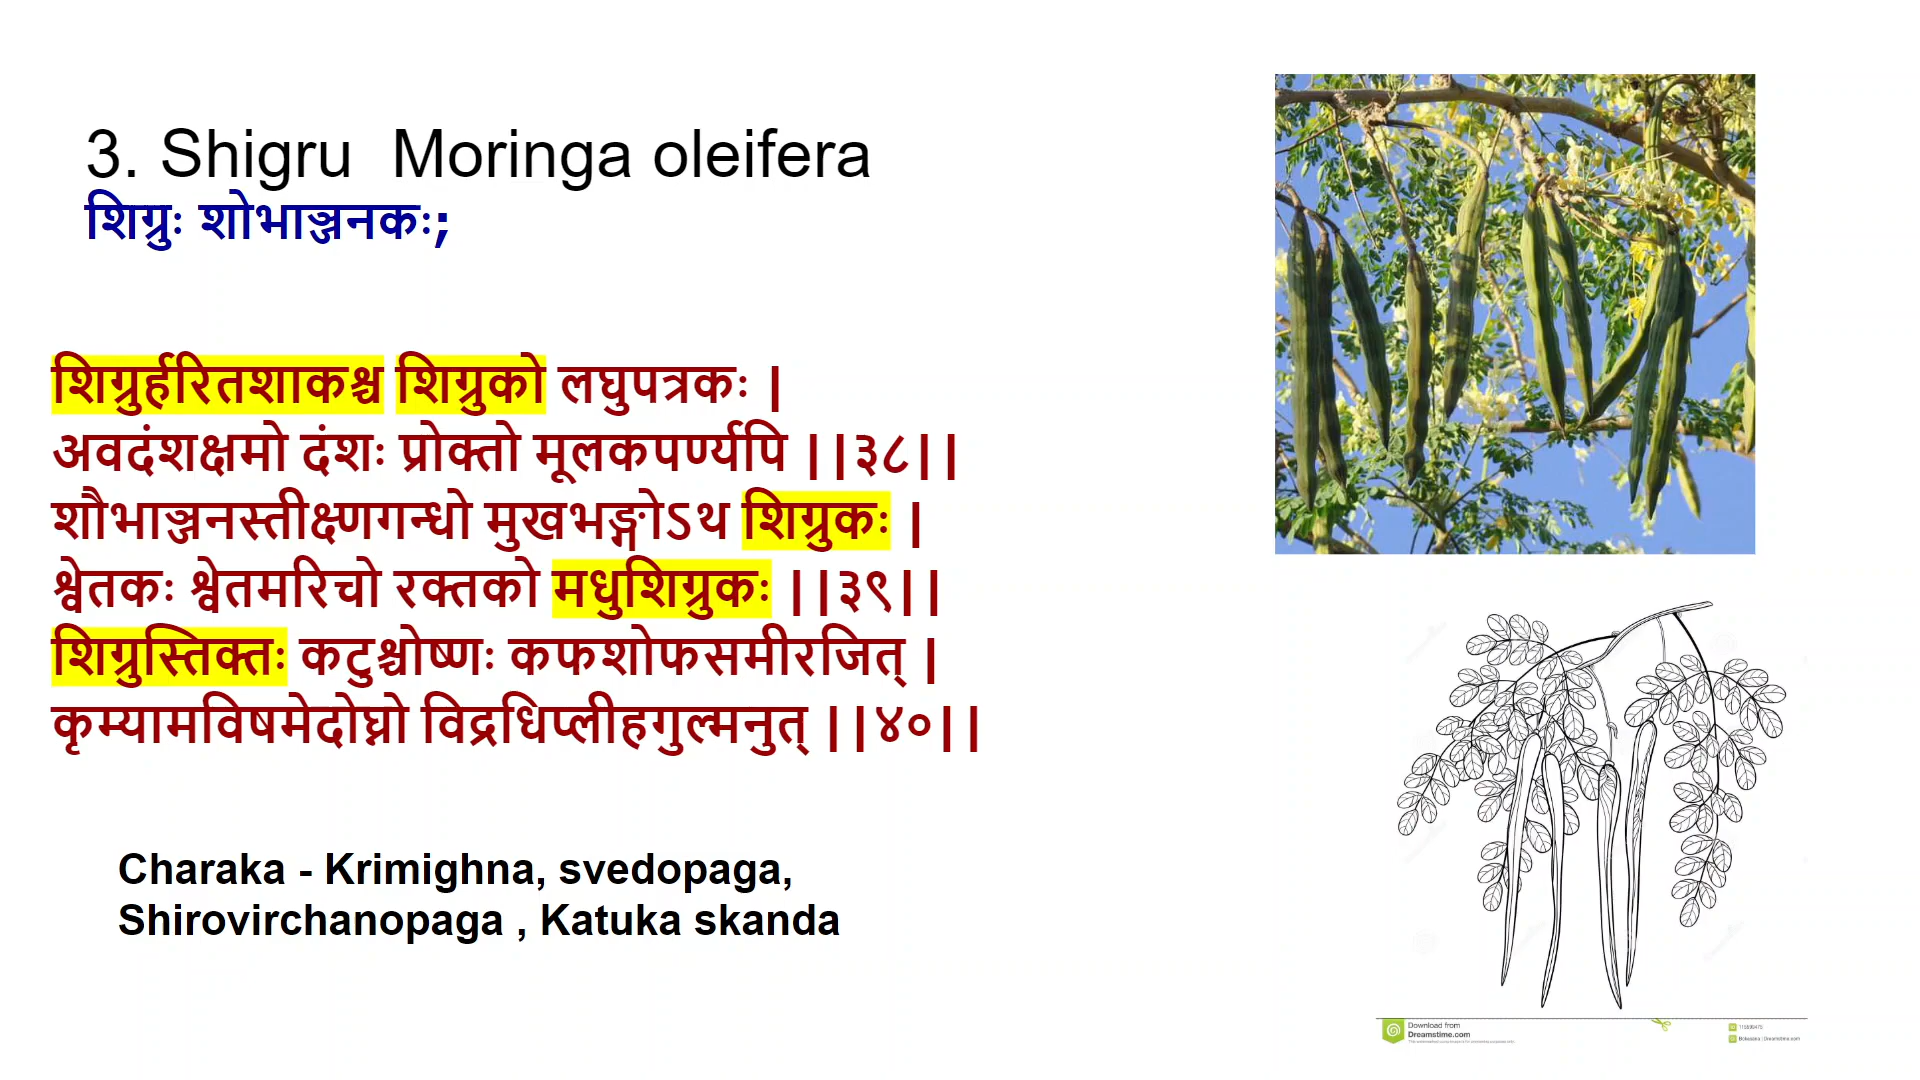 3. Shigru Moringa oleifera
शिग्रुः शोभाञ्जनकः;
शिग्रुर्हरितशाकश्च शिग्रुको लघुपत्रकः |
अवदंशक्षमो दंशः प्रोक्तो मूलकपर्ण्यपि ||३८||
शौभाञ्जनस्तीक्ष्णगन्धो मुखभङ्गोऽथ शिग्रुकः |
श्वेतकः श्वेतमरिचो रक्तको मधुशिग्रुकः ||३९||
शिग्रुस्तिक्तः कटुश्चोष्णः कफशोफसमीरजित् |
कृम्यामविषमेदोघ्नो विद्रधिप्लीहगुल्मनुत् ||४०||
Charaka - Krimighna, svedopaga,
Shirovirchanopaga , Katuka skanda
Download from
Dreamstime.com